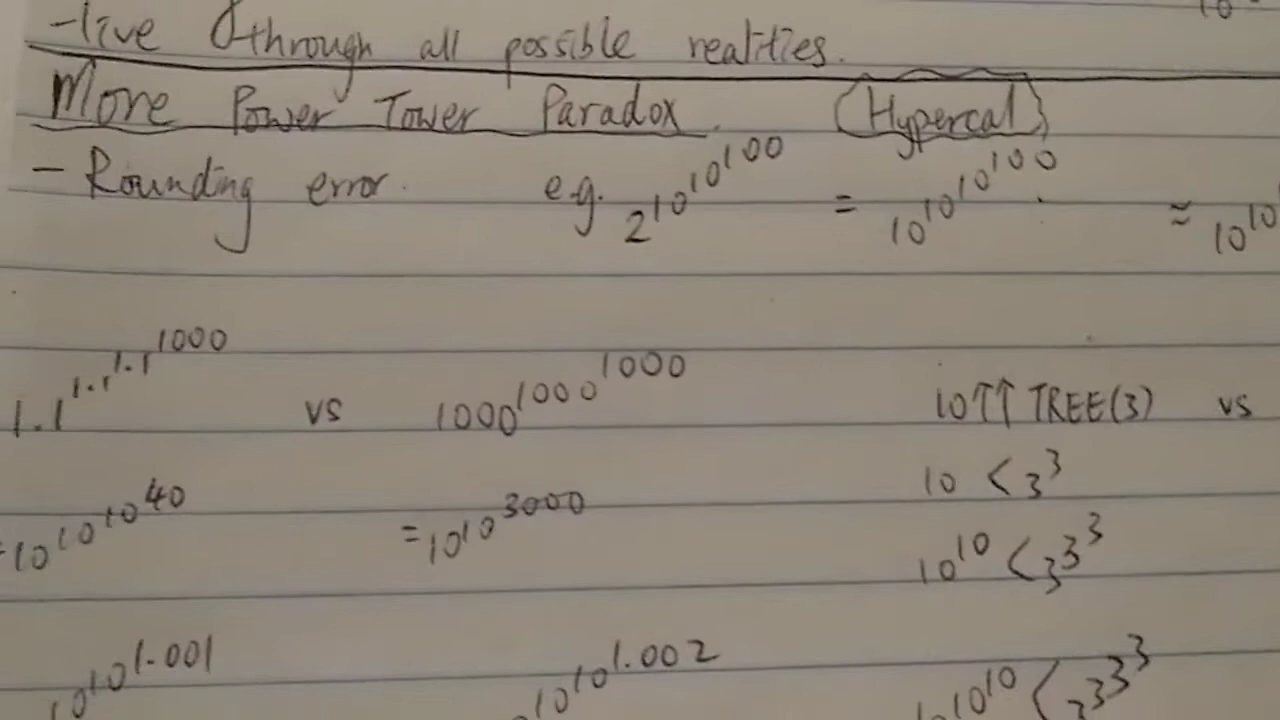 -live through all possible realities.
More Power Tower Paradox. (Hypercal)
- Rounding error. e.g. 2^10^10^100 = 10^10^10^100 ≈ 10^10
1.1^1.1^1.1^1000 vs 1000^1000^1000 10↑↑TREE(3) vs
=10^10^10^40 =10^10^3000 10 < 3^3
10^10 < 3^3^3
10^10^1.001 10^10^1.002 10^10^10 < 3^3^3^3